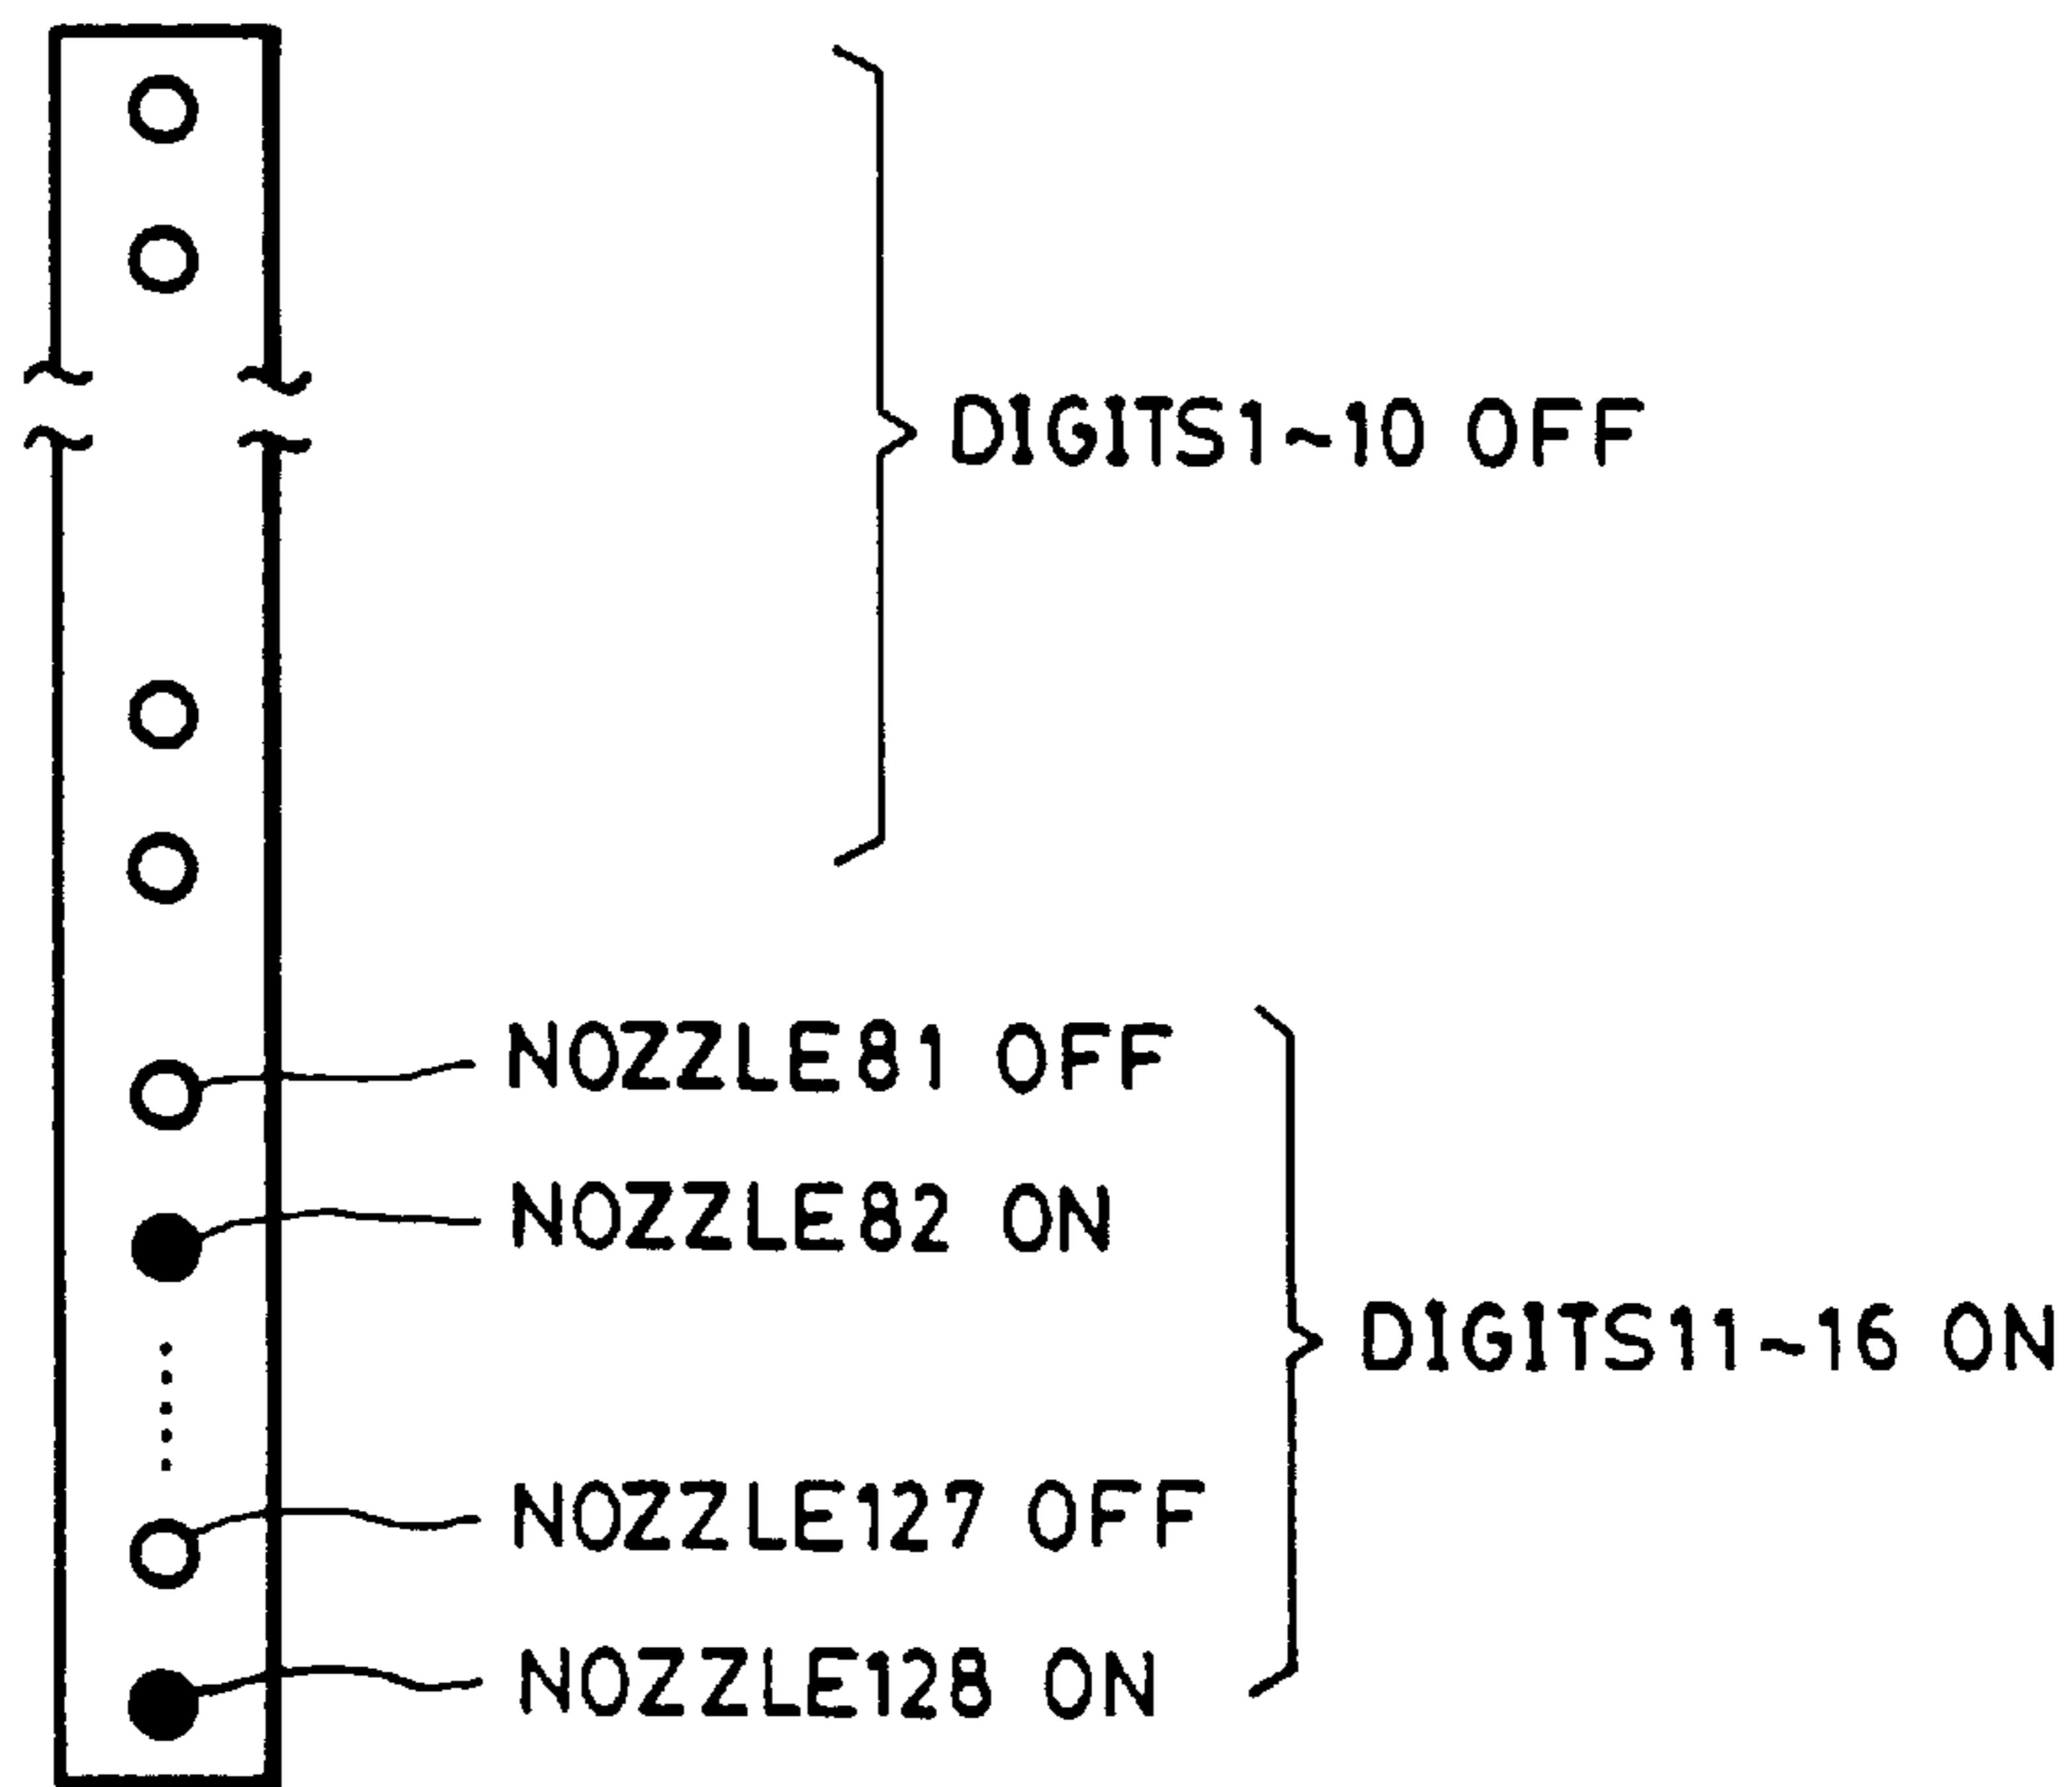 DIGITS1~10 OFF
NOZZLE81 OFF
NOZZLE82 ON
DIGITS11~16 ON
NOZZLE127 OFF
NOZZLE128 ON